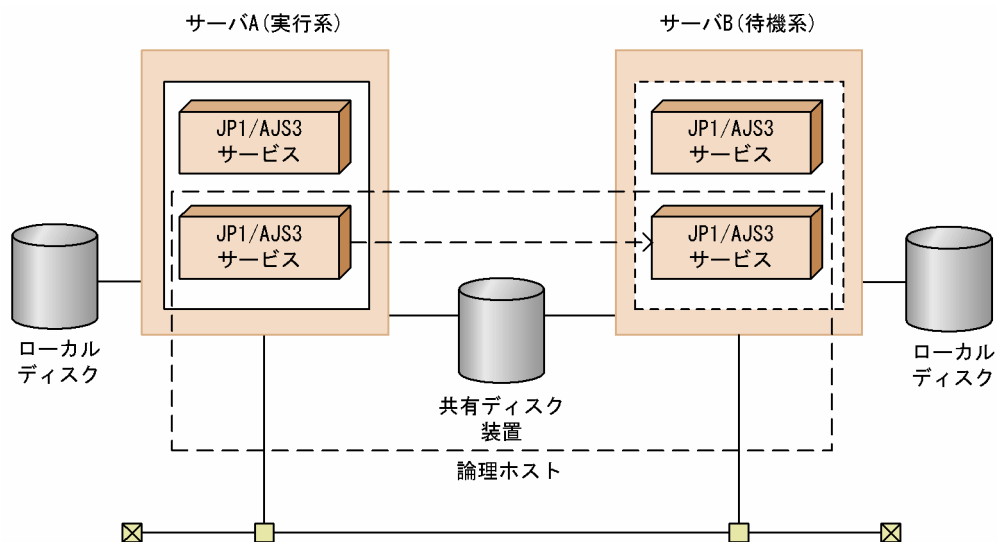 サーバA(実行系)
サーバB(待機系)
JP1/AJS3
サービス
JP1/AJS3
サービス
JP1/AJS3
サービス
JP1/AJS3
サービス
ローカル
ディスク
共有ディスク
装置
ローカル
ディスク
論理ホスト